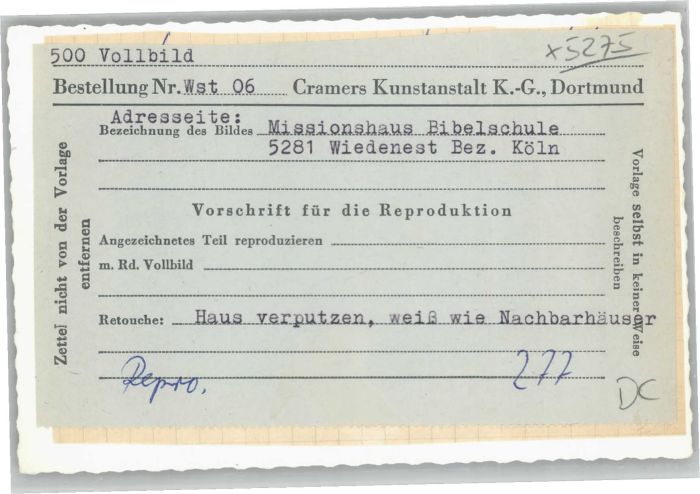 x5275
500 Vollbild
Bestellung Nr. Wst 06 Cramers Kunstanstalt K.-G., Dortmund
Adresseite:
Bezeichnung des Bildes Missionshaus Bibelschule
5281 Wiedenest Bez. Köln
Vorschrift für die Reproduktion
Angezeichnetes Teil reproduzieren
m. Rd. Vollbild
Retouche: Haus verputzen, weiß wie Nachbarhäuser
Repro. 277
DC
Zettel nicht von der Vorlage
entfernen
Vorlage selbst in keiner Weise
beschreiben